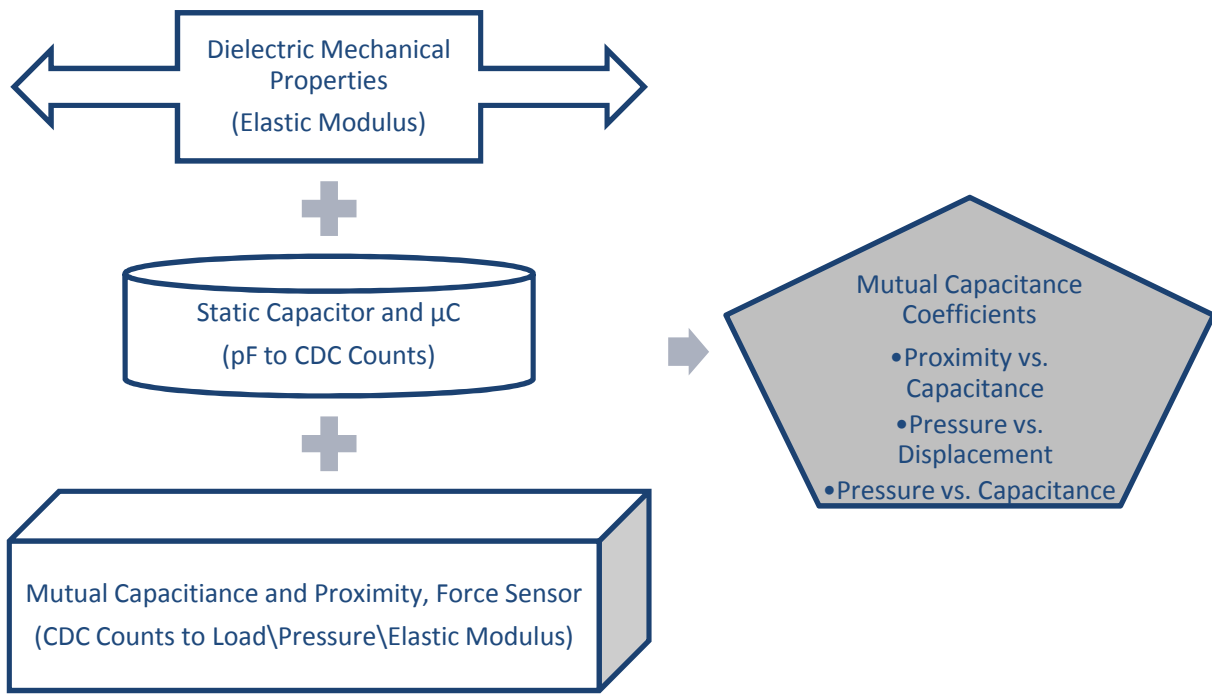 Dielectric Mechanical
Properties
(Elastic Modulus)
Static Capacitor and µC
(pF to CDC Counts)
Mutual Capacitiance and Proximity, Force Sensor
(CDC Counts to Load\Pressure\Elastic Modulus)
Mutual Capacitance
Coefficients
•Proximity vs.
Capacitance
•Pressure vs.
Displacement
•Pressure vs. Capacitance